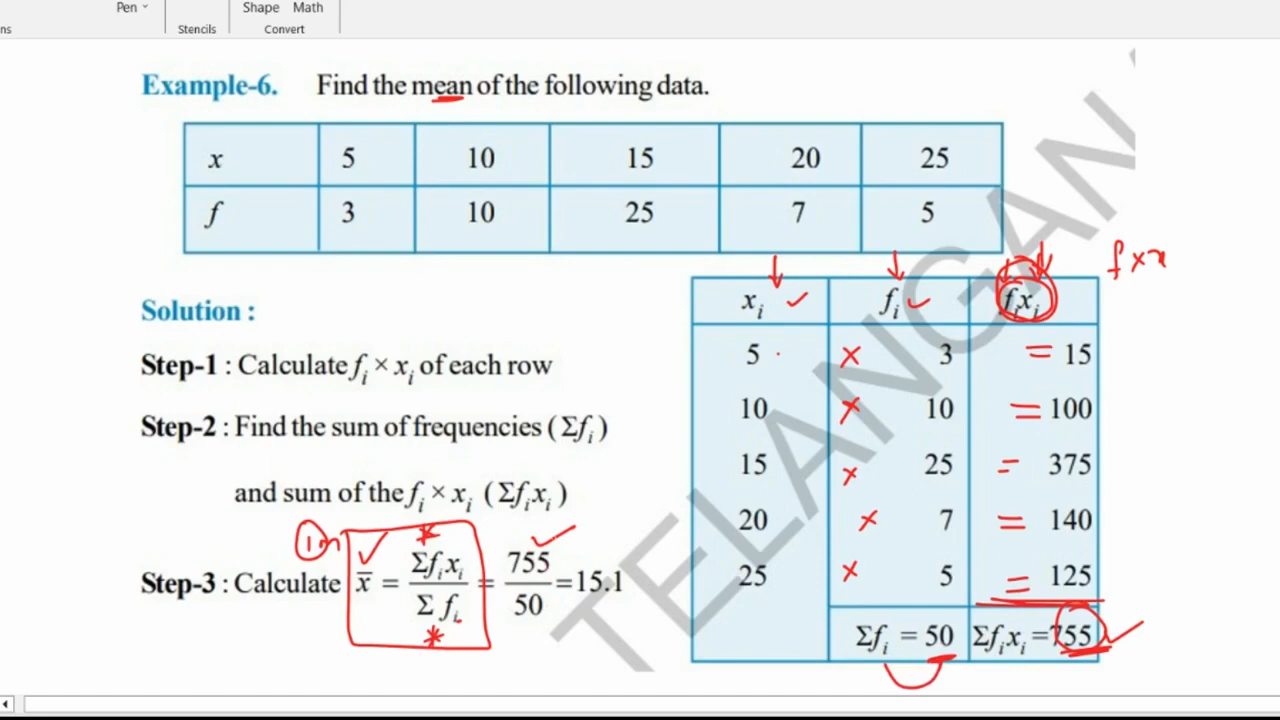 Pen
Shape Math
ns
Stencils
Convert
Example-6. Find the mean of the following data.
x 5 10 15 20 25
f 3 10 25 7 5
f × x
Solution :
Step-1 : Calculate fᵢ × xᵢ of each row
Step-2 : Find the sum of frequencies (Σfᵢ)
and sum of the fᵢ × xᵢ (Σfᵢxᵢ)
1m
Step-3 : Calculate x̅ = Σfᵢxᵢ / Σ fᵢ = 755 / 50 = 15.1
xᵢ fᵢ fᵢxᵢ
5 × 3 = 15
10 × 10 = 100
15 × 25 = 375
20 × 7 = 140
25 × 5 = 125
Σfᵢ = 50 Σfᵢxᵢ = 755
TELANGAN